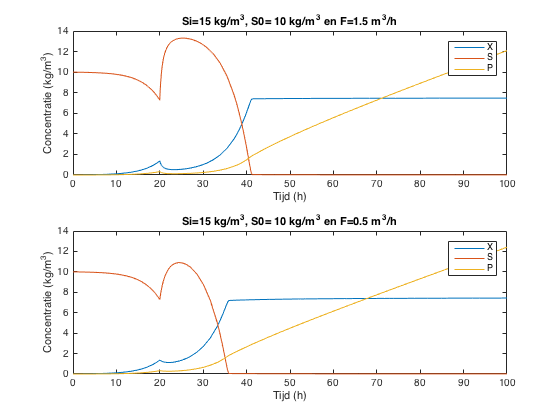 Si=15 kg/m³, S0= 10 kg/m³ en F=1.5 m³/h
Concentratie (kg/m³)
14
12
10
8
6
4
2
0
X
S
P
0 10 20 30 40 50 60 70 80 90 100
Tijd (h)
Si=15 kg/m³, S0= 10 kg/m³ en F=0.5 m³/h
Concentratie (kg/m³)
14
12
10
8
6
4
2
0
X
S
P
0 10 20 30 40 50 60 70 80 90 100
Tijd (h)